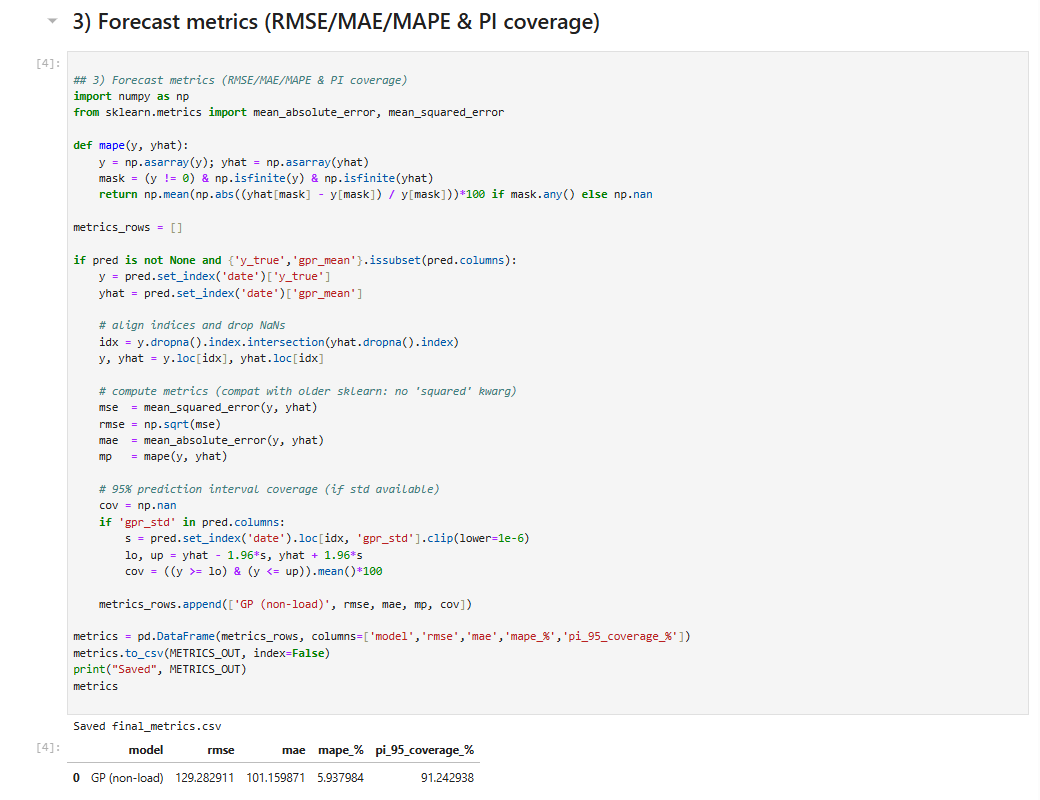 3) Forecast metrics (RMSE/MAE/MAPE & PI coverage)
[4]:
## 3) Forecast metrics (RMSE/MAE/MAPE & PI coverage)
import numpy as np
from sklearn.metrics import mean_absolute_error, mean_squared_error

def mape(y, yhat):
    y = np.asarray(y); yhat = np.asarray(yhat)
    mask = (y != 0) & np.isfinite(y) & np.isfinite(yhat)
    return np.mean(np.abs((yhat[mask] - y[mask]) / y[mask]))*100 if mask.any() else np.nan

metrics_rows = []

if pred is not None and {'y_true','gpr_mean'}.issubset(pred.columns):
    y = pred.set_index('date')['y_true']
    yhat = pred.set_index('date')['gpr_mean']

    # align indices and drop NaNs
    idx = y.dropna().index.intersection(yhat.dropna().index)
    y, yhat = y.loc[idx], yhat.loc[idx]

    # compute metrics (compat with older sklearn: no 'squared' kwarg)
    mse  = mean_squared_error(y, yhat)
    rmse = np.sqrt(mse)
    mae  = mean_absolute_error(y, yhat)
    mp   = mape(y, yhat)

    # 95% prediction interval coverage (if std available)
    cov = np.nan
    if 'gpr_std' in pred.columns:
        s = pred.set_index('date').loc[idx, 'gpr_std'].clip(lower=1e-6)
        lo, up = yhat - 1.96*s, yhat + 1.96*s
        cov = ((y >= lo) & (y <= up)).mean()*100

    metrics_rows.append(['GP (non-load)', rmse, mae, mp, cov])

metrics = pd.DataFrame(metrics_rows, columns=['model','rmse','mae','mape_%','pi_95_coverage_%'])
metrics.to_csv(METRICS_OUT, index=False)
print("Saved", METRICS_OUT)
metrics

Saved final_metrics.csv
[4]:
model rmse mae mape_% pi_95_coverage_%
0 GP (non-load) 129.282911 101.159871 5.937984 91.242938